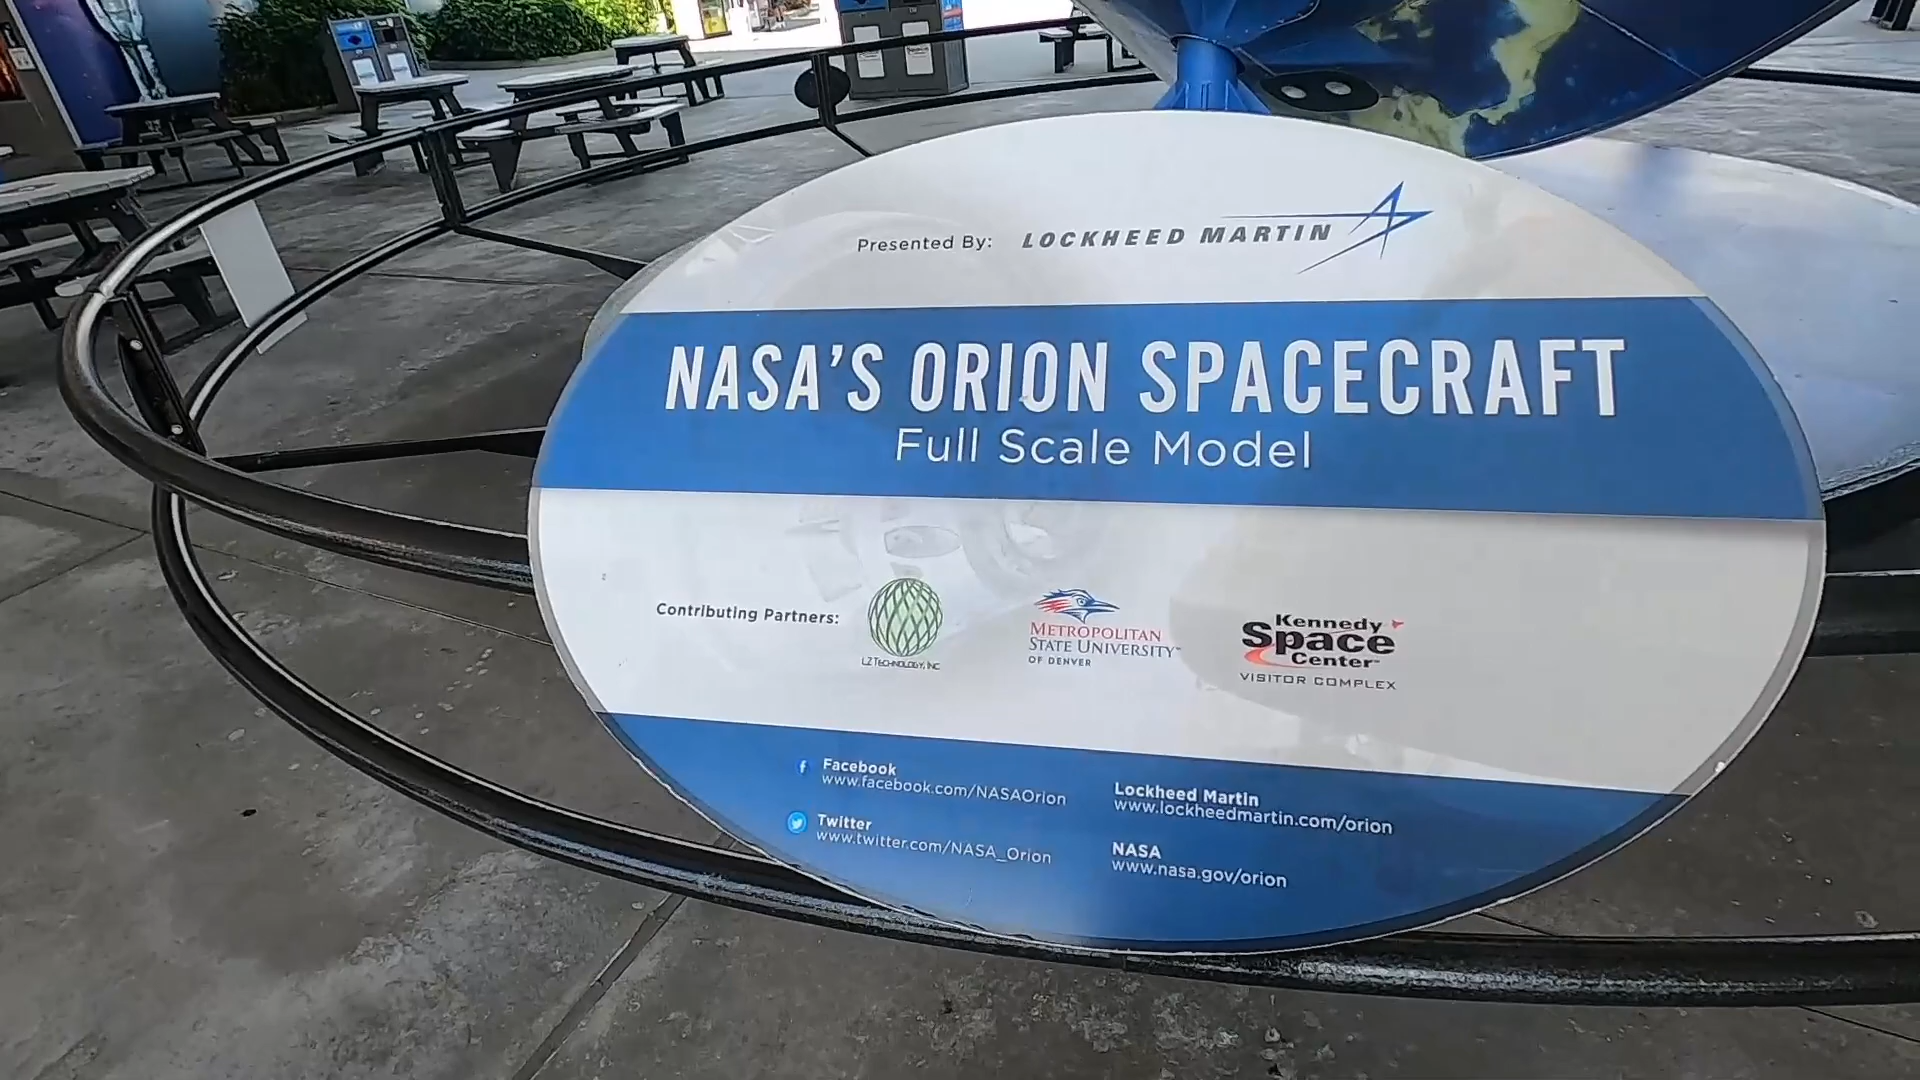 Presented By: LOCKHEED MARTIN
NASA'S ORION SPACECRAFT
Full Scale Model
Contributing Partners:
LZ TECHNOLOGY, INC
METROPOLITAN
STATE UNIVERSITY™
OF DENVER
Kennedy
Space
Center™
VISITOR COMPLEX
Facebook
www.facebook.com/NASAOrion
Twitter
www.twitter.com/NASA_Orion
Lockheed Martin
www.lockheedmartin.com/orion
NASA
www.nasa.gov/orion